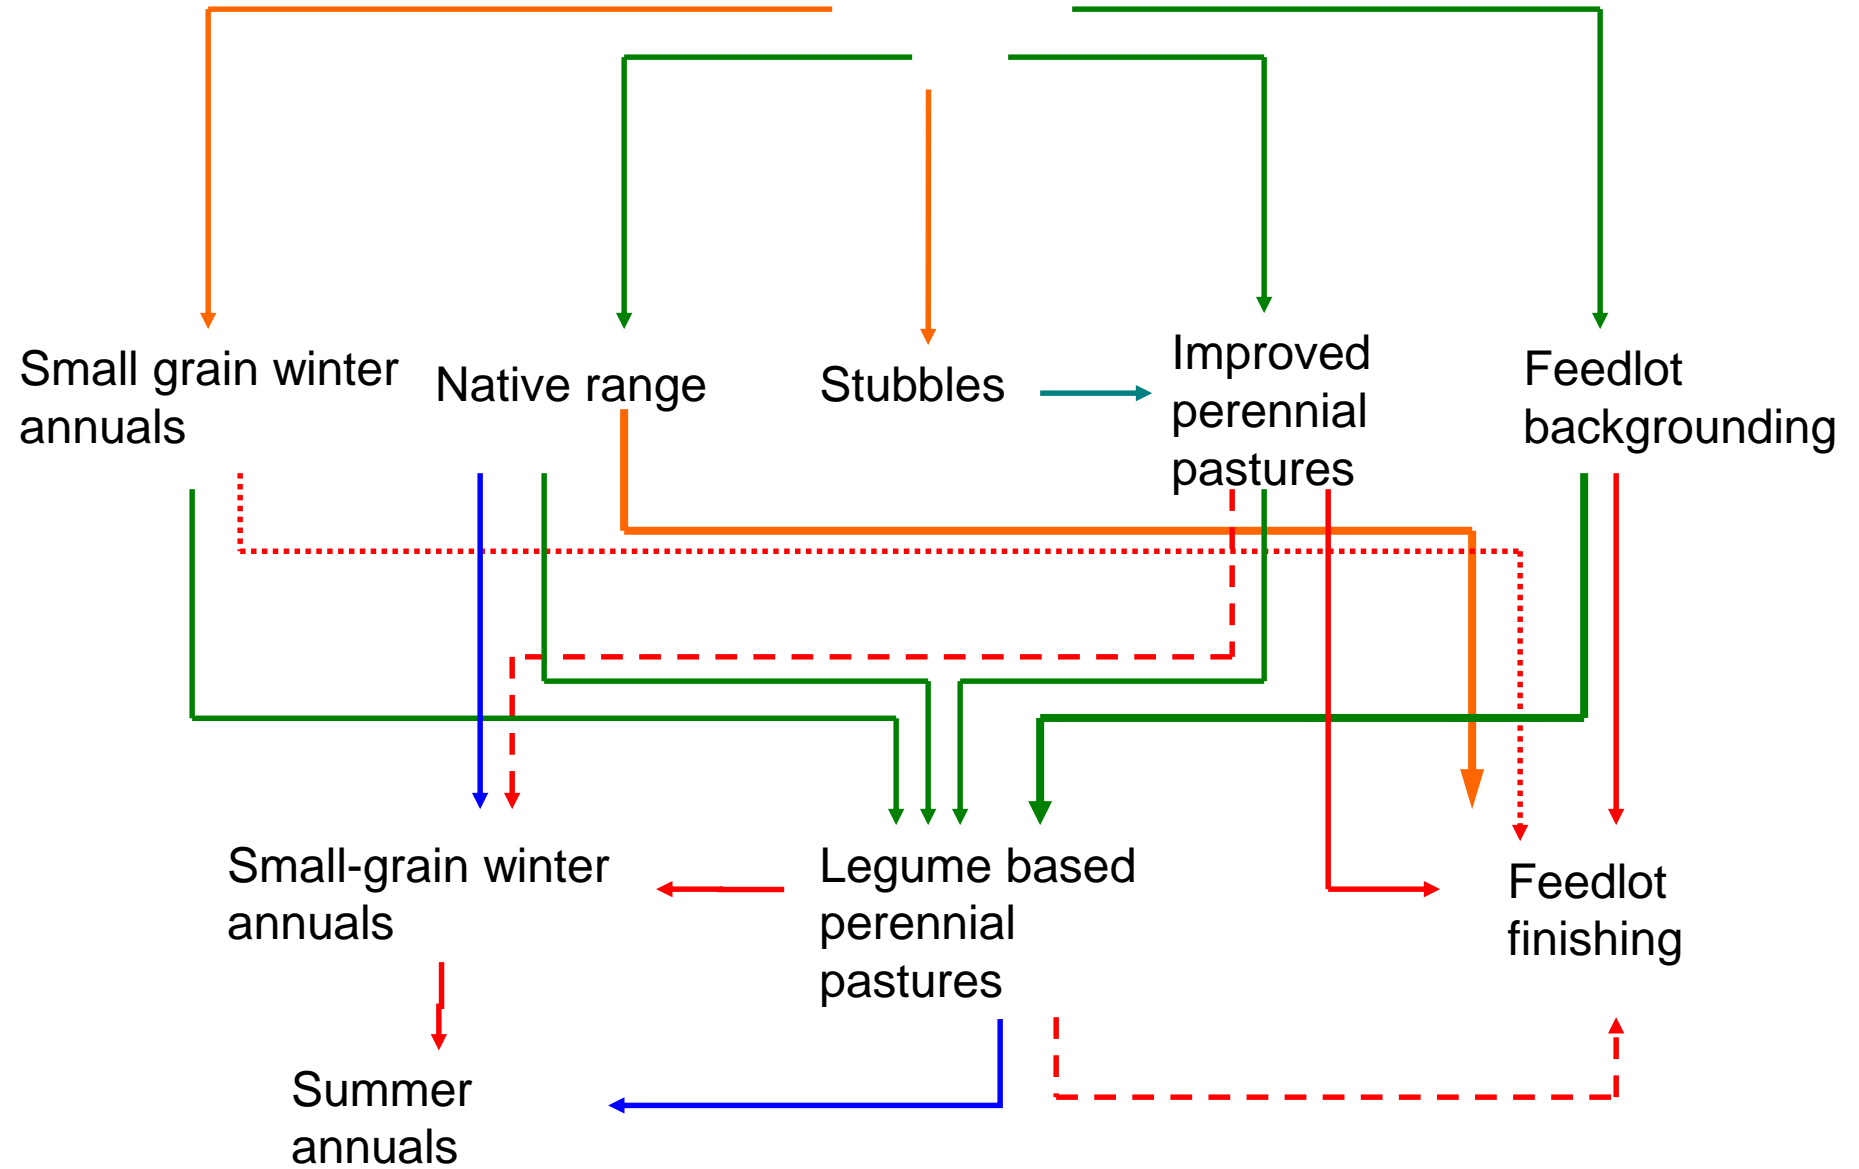 Small grain winter
annuals
Native range
Stubbles
Improved
perennial
pastures
Feedlot
backgrounding
Small-grain winter
annuals
Legume based
perennial
pastures
Feedlot
finishing
Summer
annuals